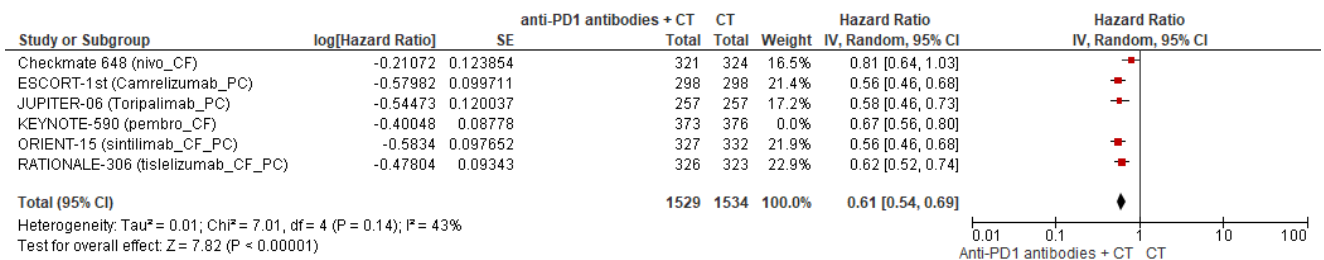 anti-PD1 antibodies + CT CT Hazard Ratio Hazard Ratio
Study or Subgroup log[Hazard Ratio] SE Total Total Weight IV, Random, 95% CI IV, Random, 95% CI
Checkmate 648 (nivo_CF) -0.21072 0.123854 321 324 16.5% 0.81 [0.64, 1.03]
ESCORT-1st (Camrelizumab_PC) -0.57982 0.099711 298 298 21.4% 0.56 [0.46, 0.68]
JUPITER-06 (Toripalimab_PC) -0.54473 0.120037 257 257 17.2% 0.58 [0.46, 0.73]
KEYNOTE-590 (pembro_CF) -0.40048 0.08778 373 376 0.0% 0.67 [0.56, 0.80]
ORIENT-15 (sintilimab_CF_PC) -0.5834 0.097652 327 332 21.9% 0.56 [0.46, 0.68]
RATIONALE-306 (tislelizumab_CF_PC) -0.47804 0.09343 326 323 22.9% 0.62 [0.52, 0.74]
Total (95% CI) 1529 1534 100.0% 0.61 [0.54, 0.69]
Heterogeneity: Tau² = 0.01; Chi² = 7.01, df = 4 (P = 0.14); I² = 43%
Test for overall effect: Z = 7.82 (P < 0.00001)
0.01 0.1 1 10 100
Anti-PD1 antibodies + CT CT